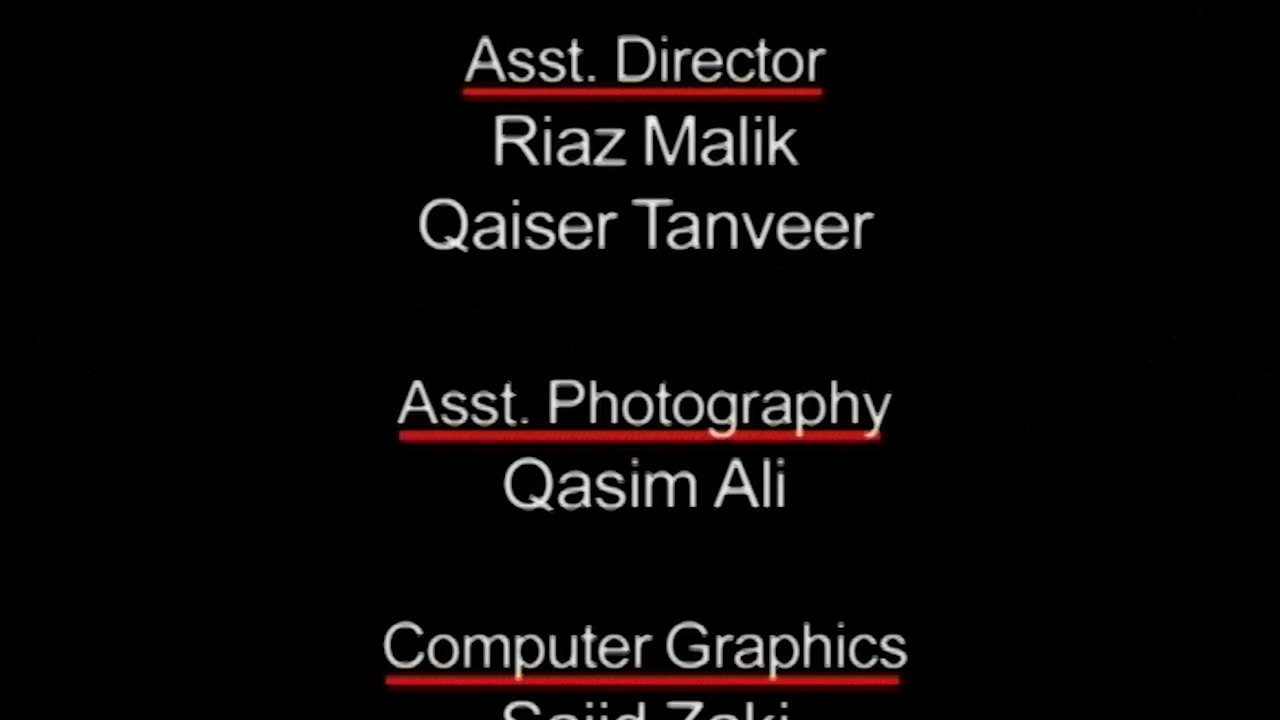 Asst. Director
Riaz Malik
Qaiser Tanveer
Asst. Photography
Qasim Ali
Computer Graphics